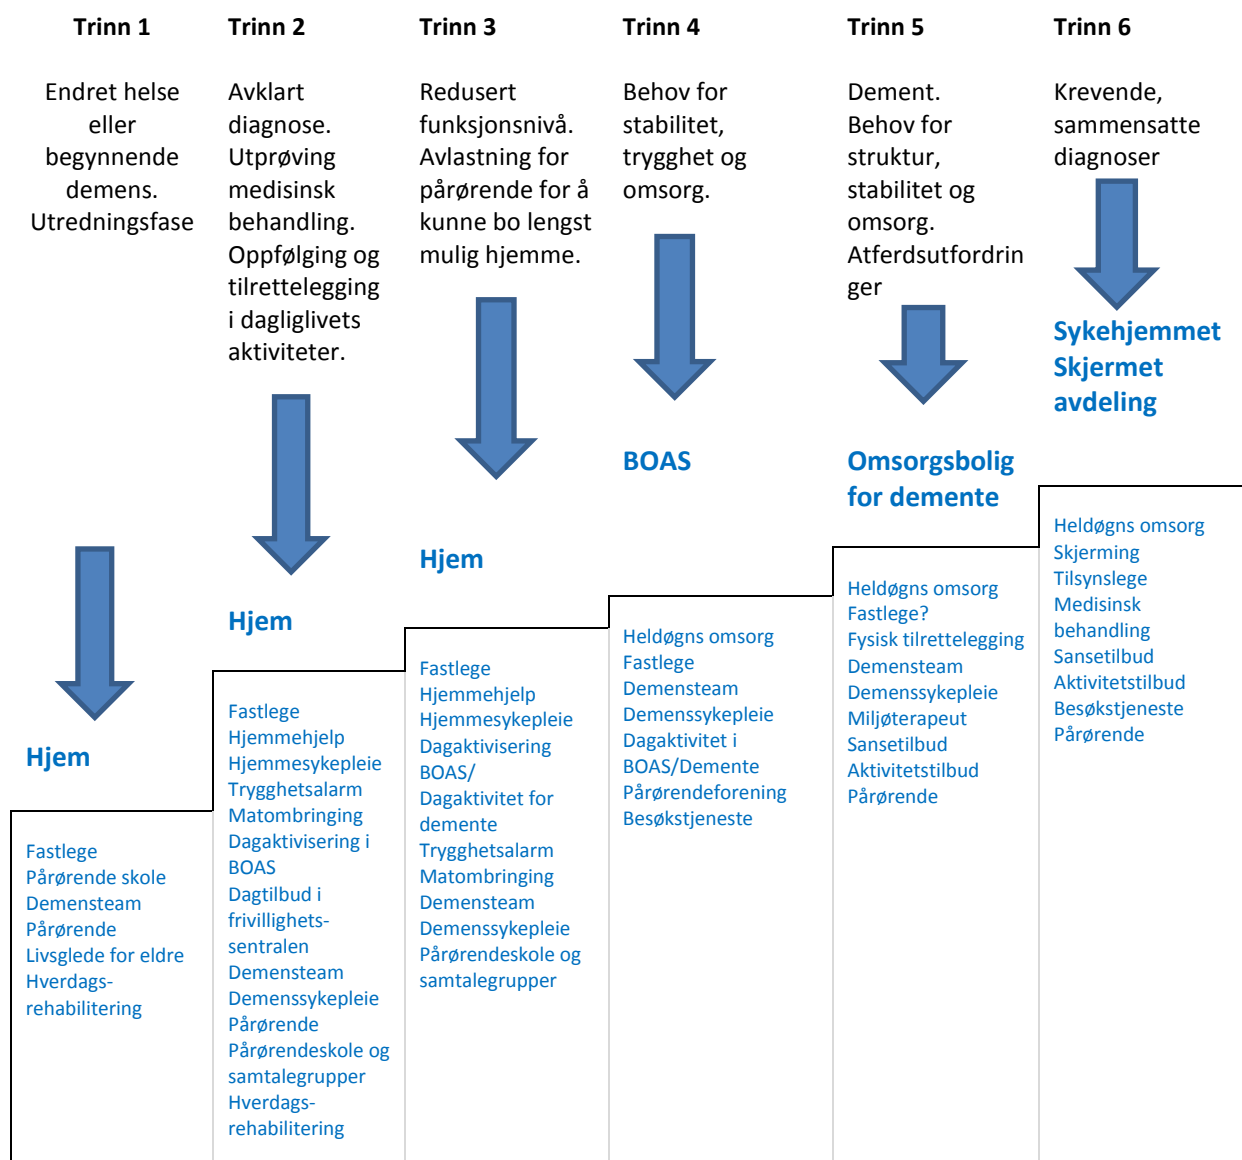 Trinn 1
Endret helse
eller
begynnende
demens.
Utredningsfase
Hjem
Fastlege
Pårørende skole
Demensteam
Pårørende
Livsglede for eldre
Hverdags-
rehabilitering
Trinn 2
Avklart
diagnose.
Utprøving
medisinsk
behandling.
Oppfølging og
tilrettelegging
i dagliglivets
aktiviteter.
Hjem
Fastlege
Hjemmehjelp
Hjemmesykepleie
Trygghetsalarm
Matombringing
Dagaktivisering i
BOAS
Dagtilbud i
frivillighets-
sentralen
Demensteam
Demenssykepleie
Pårørende
Pårørendeskole og
samtalegrupper
Hverdags-
rehabilitering
Trinn 3
Redusert
funksjonsnivå.
Avlastning for
pårørende for å
kunne bo lengst
mulig hjemme.
Hjem
Fastlege
Hjemmehjelp
Hjemmesykepleie
Dagaktivisering
BOAS/
Dagaktivitet for
demente
Trygghetsalarm
Matombringing
Demensteam
Demenssykepleie
Pårørendeskole og
samtalegrupper
Trinn 4
Behov for
stabilitet,
trygghet og
omsorg.
BOAS
Heldøgns omsorg
Fastlege
Demensteam
Demenssykepleie
Dagaktivitet i
BOAS/Demente
Pårørendeforening
Besøkstjeneste
Trinn 5
Dement.
Behov for
struktur,
stabilitet og
omsorg.
Atferdsutfordrin
ger
Omsorgsbolig
for demente
Heldøgns omsorg
Fastlege?
Fysisk tilrettelegging
Demensteam
Demenssykepleie
Miljøterapeut
Sansetilbud
Aktivitetstilbud
Pårørende
Trinn 6
Krevende,
sammensatte
diagnoser
Sykehjemmet
Skjermet
avdeling
Heldøgns omsorg
Skjerming
Tilsynslege
Medisinsk
behandling
Sansetilbud
Aktivitetstilbud
Besøkstjeneste
Pårørende